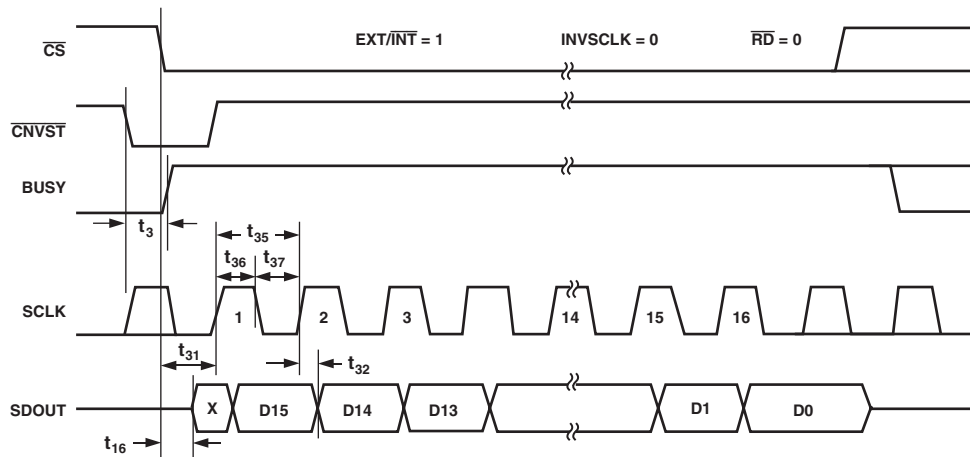 CS EXT/INT = 1 INVSCLK = 0 RD = 0
CNVST
BUSY
t3
t35
t36 t37
SCLK 1 2 3 14 15 16
t31
t32
SDOUT X D15 D14 D13 D1 D0
t16